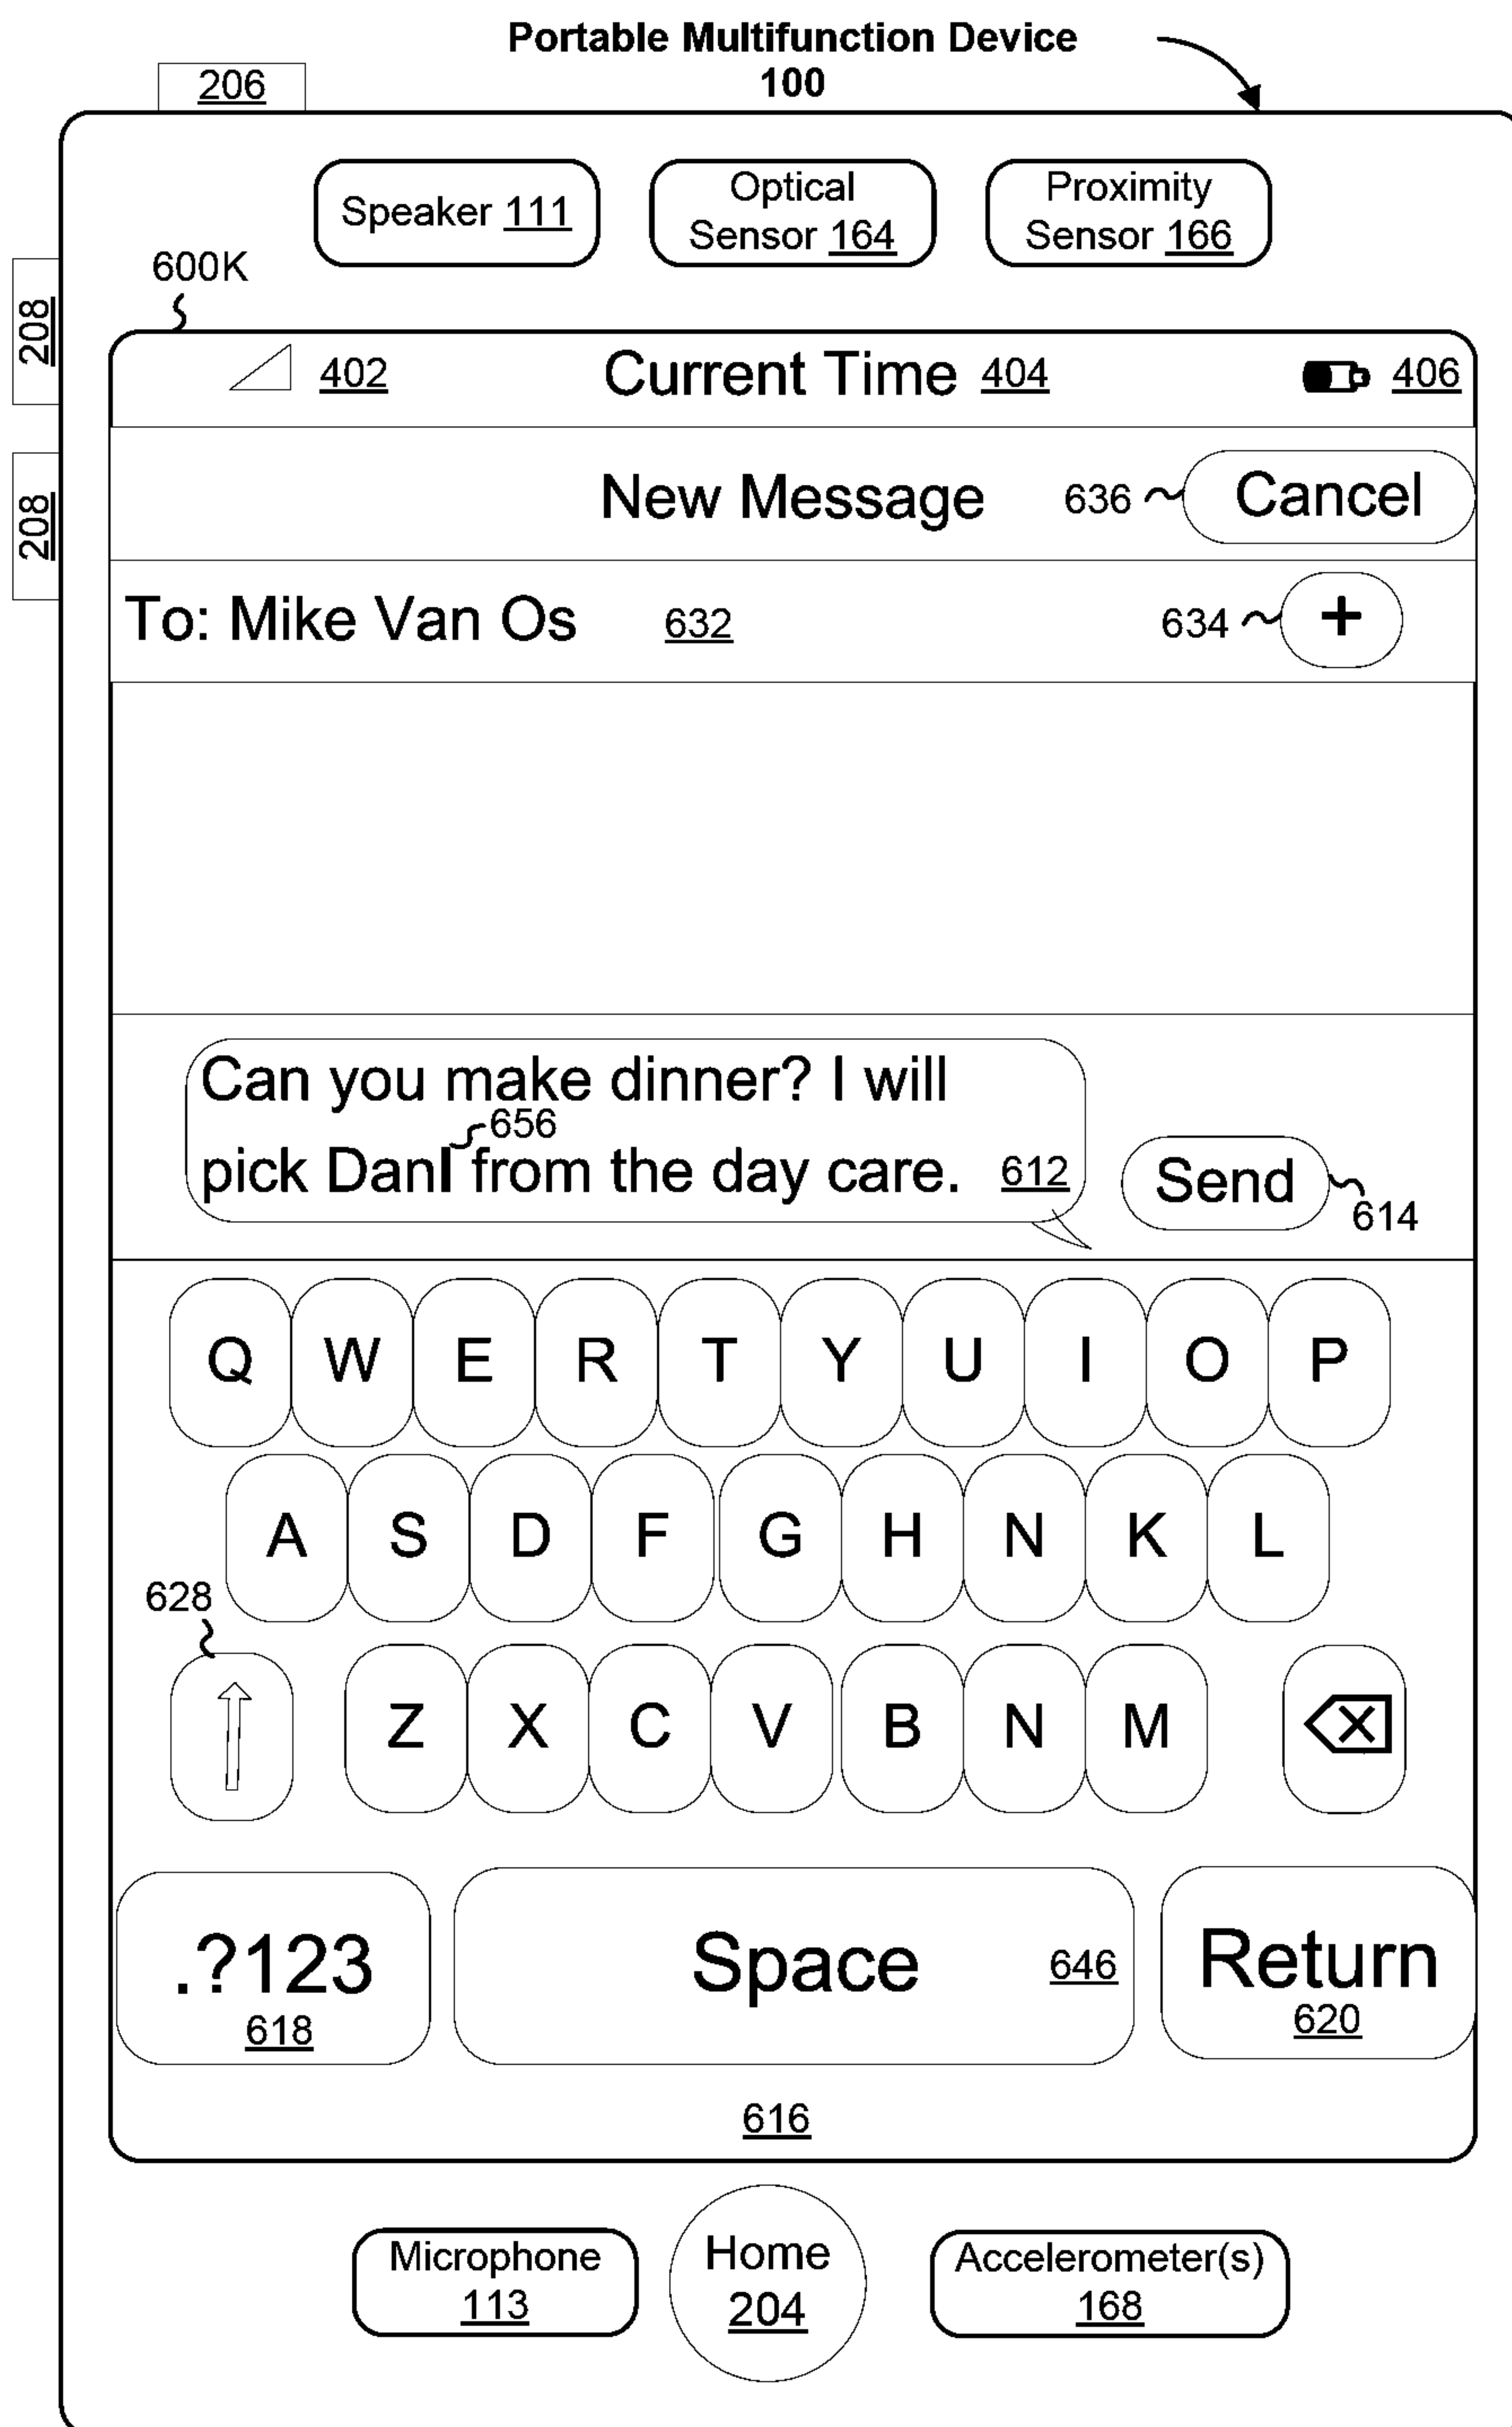 Portable Multifunction Device
100
206
Speaker 111
Optical
Sensor 164
Proximity
Sensor 166
600K
208
208
402 Current Time 404 406
New Message 636 Cancel
To: Mike Van Os 632 634 +
Can you make dinner? I will
656
pick Dan from the day care. 612
Send
614
Q W E R T Y U I O P
A S D F G H N K L
628
Z X C V B N M
.?123
618
Space 646
Return
620
616
Microphone
113
Home
204
Accelerometer(s)
168